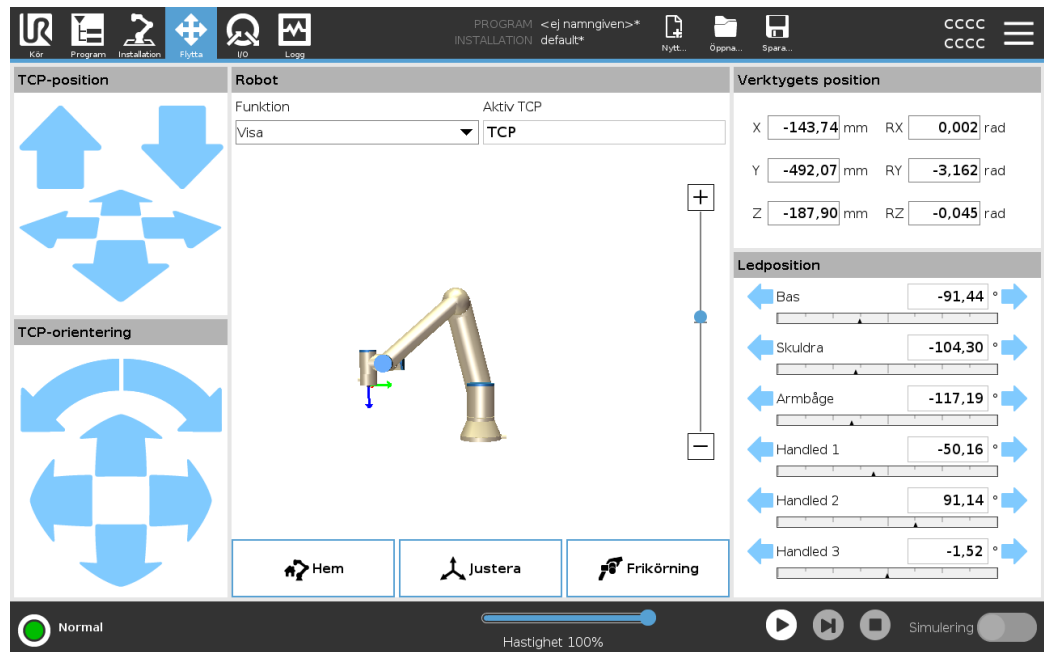 UR
Kör
Program
Installation
Flytta
I/O
Logg
PROGRAM <ej namngiven>*
INSTALLATION default*
Nytt...
Öppna...
Spara...
CCCC
CCCC
TCP-position
TCP-orientering
Robot
Funktion
Aktiv TCP
Visa
TCP
+
−
Hem
Justera
Frikörning
Verktygets position
X -143,74 mm RX 0,002 rad
Y -492,07 mm RY -3,162 rad
Z -187,90 mm RZ -0,045 rad
Ledposition
Bas -91,44 °
Skuldra -104,30 °
Armbåge -117,19 °
Handled 1 -50,16 °
Handled 2 91,14 °
Handled 3 -1,52 °
Normal
Hastighet 100%
Simulering